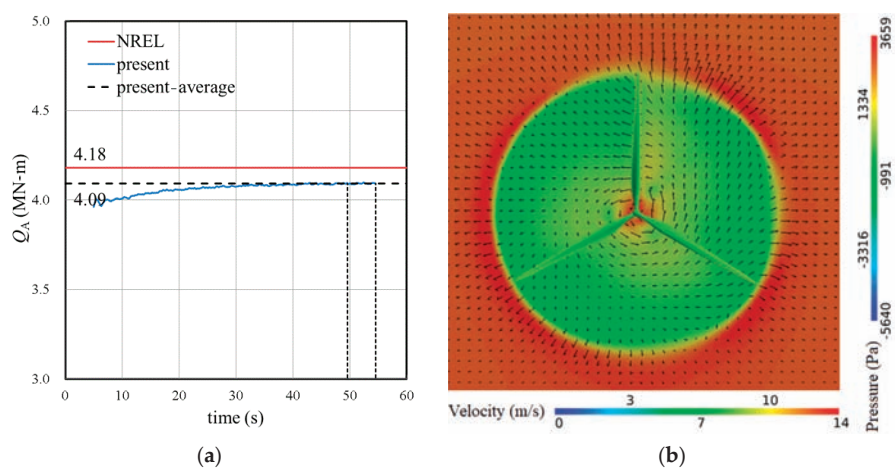 5.0
4.5
4.0
3.5
3.0
Q_A (MN-m)
NREL
present
present-average
4.18
4.09
0 10 20 30 40 50 60
time (s)
(a)
3659
1334
-991
-3316
-5640
Pressure (Pa)
Velocity (m/s)
3 10
0 7 14
(b)